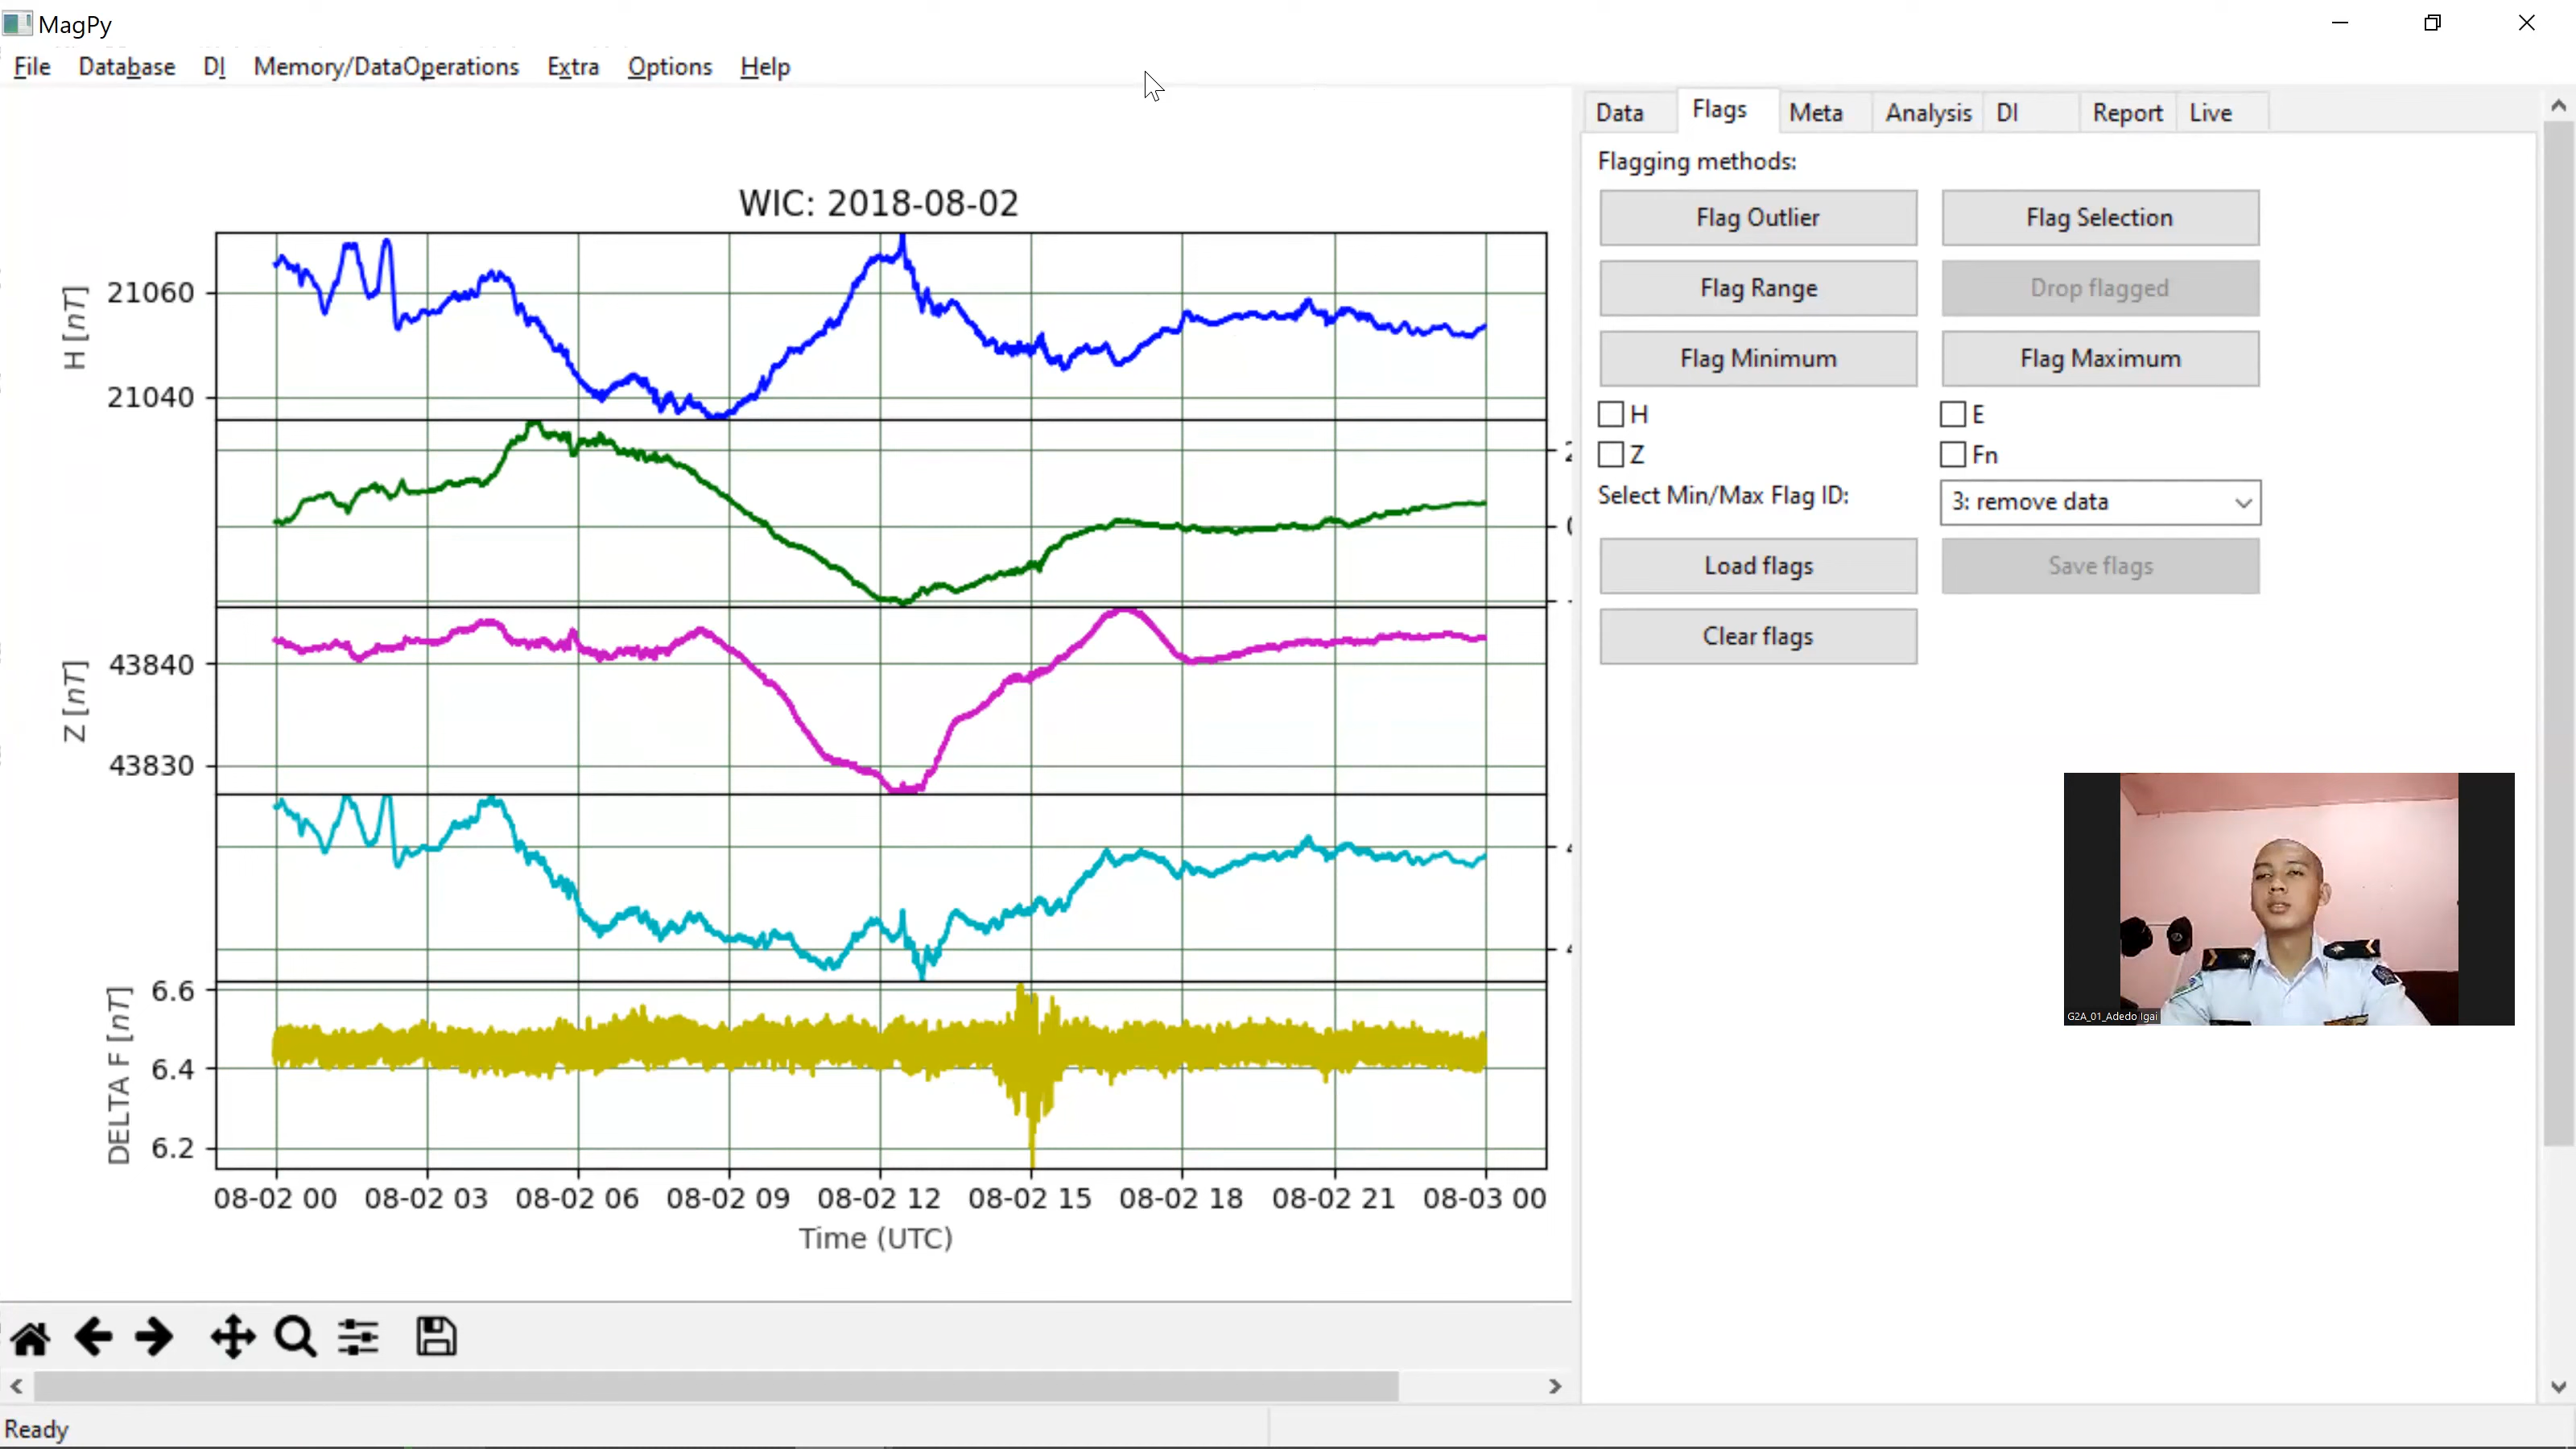 MagPy
File Database DI Memory/DataOperations Extra Options Help
Data Flags Meta Analysis DI Report Live
Flagging methods:
Flag Outlier Flag Selection
Flag Range Drop flagged
Flag Minimum Flag Maximum
H E
Z Fn
Select Min/Max Flag ID: 3: remove data
Load flags Save flags
Clear flags
WIC: 2018-08-02
H [nT]
21060
21040
Z [nT]
43840
43830
DELTA F [nT]
6.6
6.4
6.2
08-02 00 08-02 03 08-02 06 08-02 09 08-02 12 08-02 15 08-02 18 08-02 21 08-03 00
Time (UTC)
G2A_01_Adedo Igai
Ready